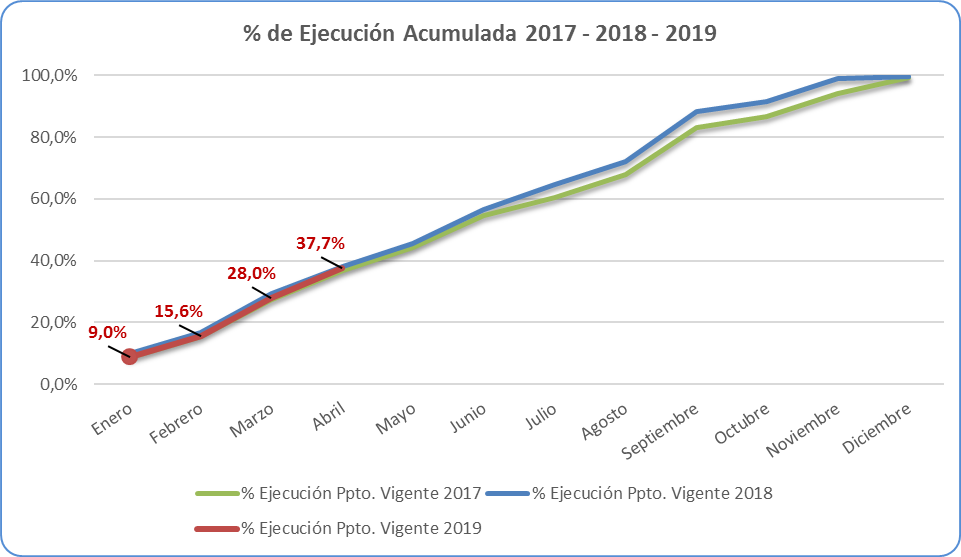 % de Ejecución Acumulada 2017 - 2018 - 2019
100,0%
80,0%
60,0%
40,0%
20,0%
0,0%
9,0%
15,6%
28,0%
37,7%
Enero
Febrero
Marzo
Abril
Mayo
Junio
Julio
Agosto
Septiembre
Octubre
Noviembre
Diciembre
% Ejecución Ppto. Vigente 2017
% Ejecución Ppto. Vigente 2018
% Ejecución Ppto. Vigente 2019